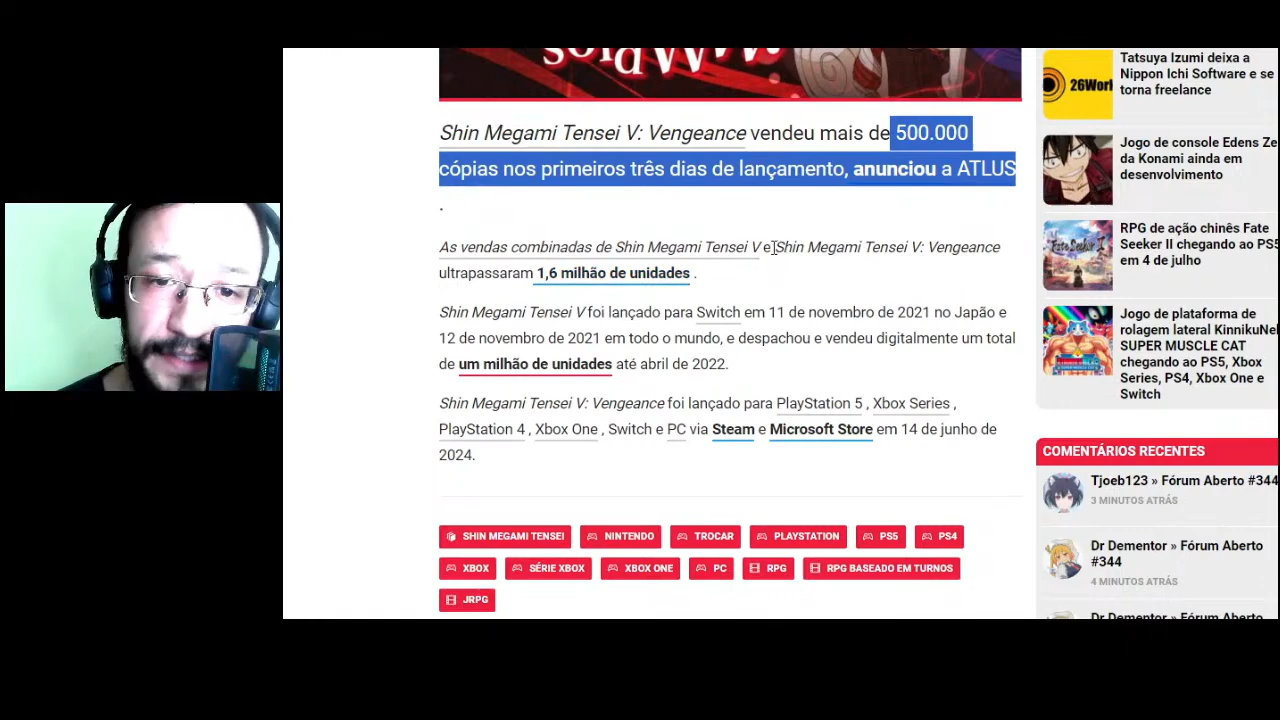 Shin Megami Tensei V: Vengeance vendeu mais de 500.000
cópias nos primeiros três dias de lançamento, anunciou a ATLUS
.
As vendas combinadas de Shin Megami Tensei V e Shin Megami Tensei V: Vengeance
ultrapassaram 1,6 milhão de unidades .
Shin Megami Tensei V foi lançado para Switch em 11 de novembro de 2021 no Japão e
12 de novembro de 2021 em todo o mundo, e despachou e vendeu digitalmente um total
de um milhão de unidades até abril de 2022.
Shin Megami Tensei V: Vengeance foi lançado para PlayStation 5 , Xbox Series ,
PlayStation 4 , Xbox One , Switch e PC via Steam e Microsoft Store em 14 de junho de
2024.
SHIN MEGAMI TENSEI NINTENDO TROCAR PLAYSTATION PS5 PS4
XBOX SÉRIE XBOX XBOX ONE PC RPG RPG BASEADO EM TURNOS
JRPG
Tatsuya Izumi deixa a
Nippon Ichi Software e se
torna freelance
Jogo de console Edens Ze
da Konami ainda em
desenvolvimento
RPG de ação chinês Fate
Seeker II chegando ao PS5
em 4 de julho
Jogo de plataforma de
rolagem lateral KinnikuNe
SUPER MUSCLE CAT
chegando ao PS5, Xbox
Series, PS4, Xbox One e
Switch
COMENTÁRIOS RECENTES
Tjoeb123 » Fórum Aberto #344
3 MINUTOS ATRÁS
Dr Dementor » Fórum Aberto
#344
4 MINUTOS ATRÁS
Dr Dementor » Fórum Aberto